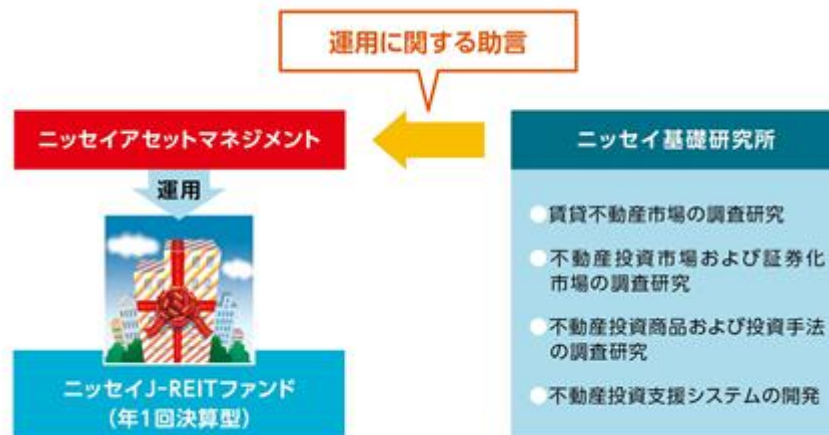 運用に関する助言
ニッセイアセットマネジメント
運用
ニッセイJ-REITファンド
(年1回決算型)
ニッセイ基礎研究所
賃貸不動産市場の調査研究
不動産投資市場および証券化
市場の調査研究
不動産投資商品および投資手法
の調査研究
不動産投資支援システムの開発